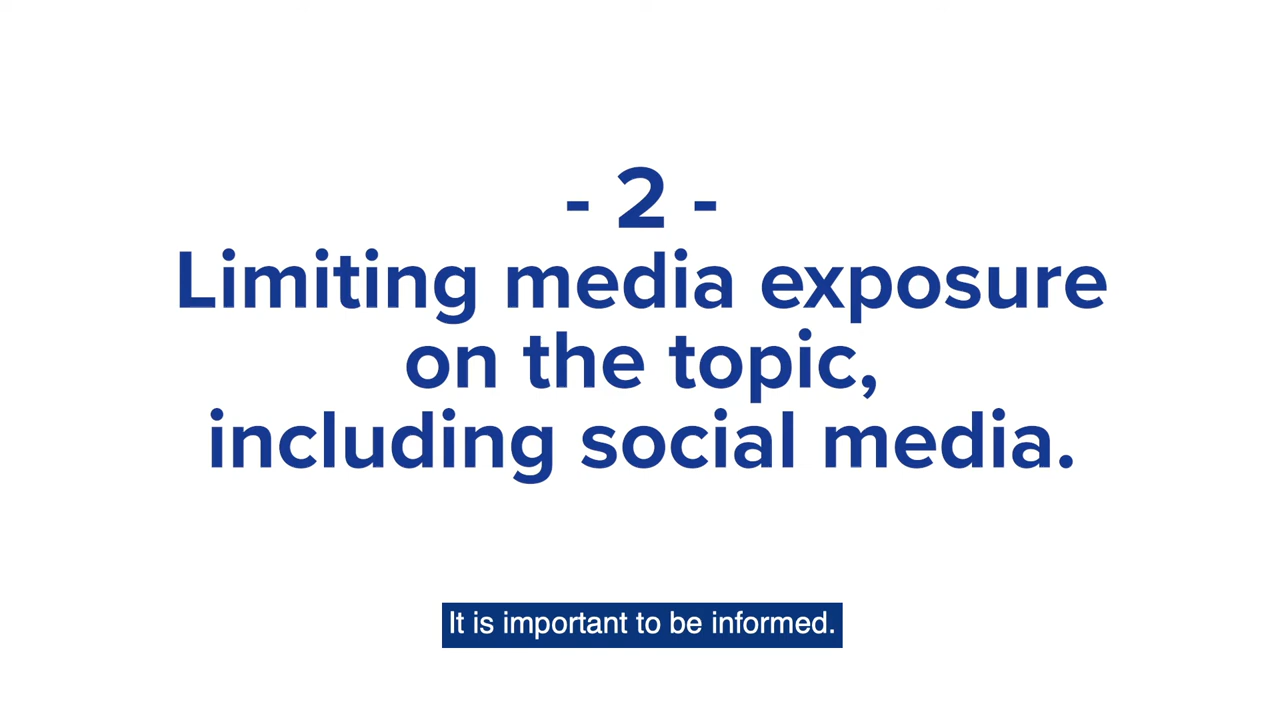 - 2 -
Limiting media exposure
on the topic,
including social media.
It is important to be informed.